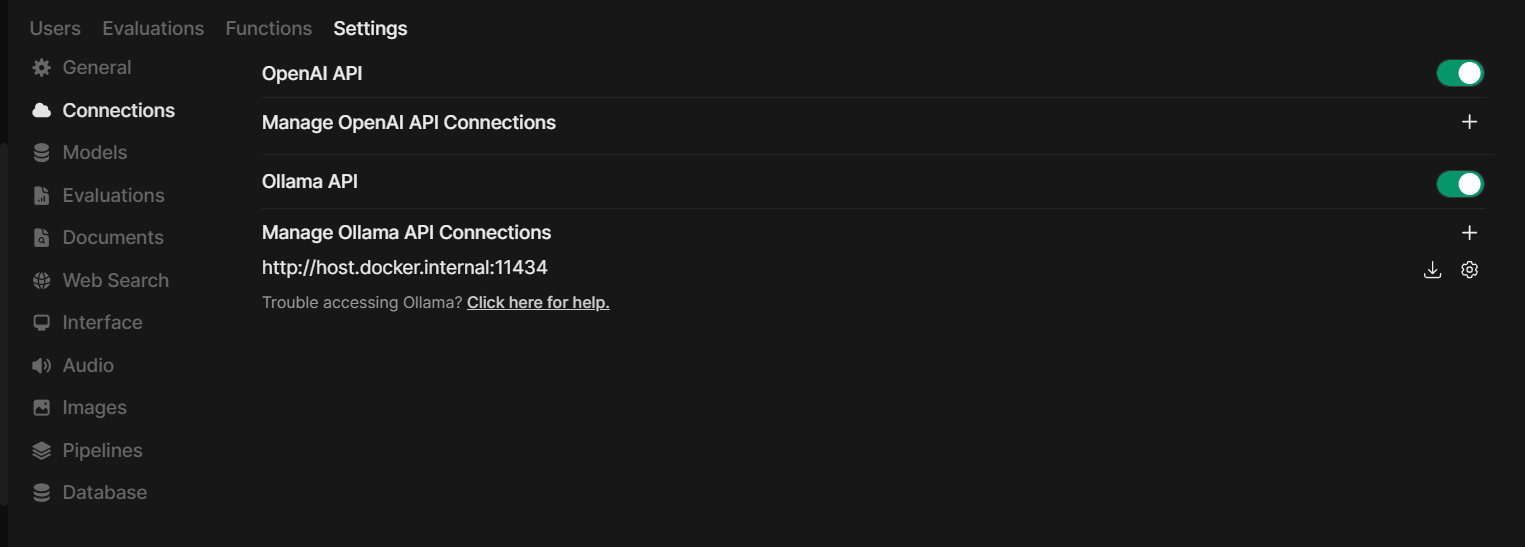 Users Evaluations Functions Settings
General
Connections
Models
Evaluations
Documents
Web Search
Interface
Audio
Images
Pipelines
Database
OpenAI API
Manage OpenAI API Connections
Ollama API
Manage Ollama API Connections
http://host.docker.internal:11434
Trouble accessing Ollama? Click here for help.